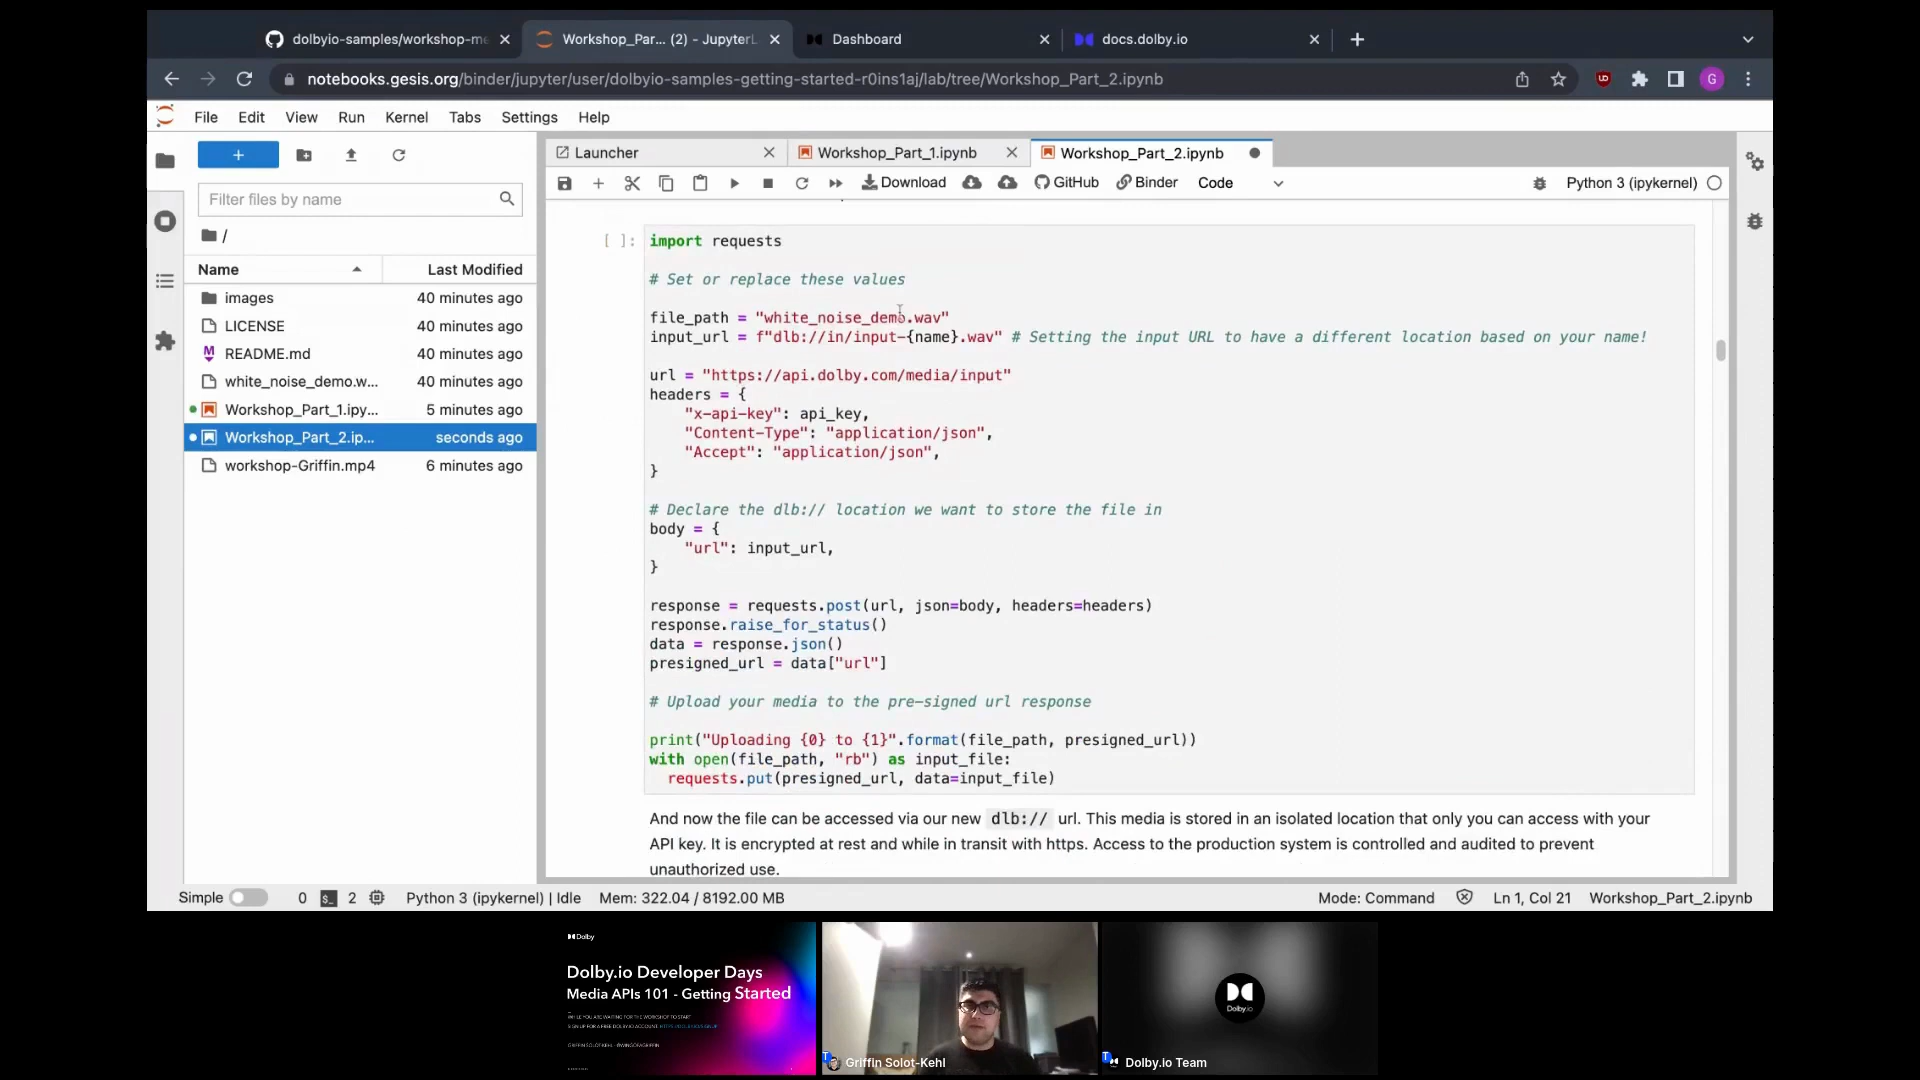 dolbyio-samples/workshop-me
Workshop_Par... (2) - JupyterL
Dashboard
docs.dolby.io
notebooks.gesis.org/binder/jupyter/user/dolbyio-samples-getting-started-r0ins1aj/lab/tree/Workshop_Part_2.ipynb
G
File Edit View Run Kernel Tabs Settings Help
Launcher
Workshop_Part_1.ipynb
Workshop_Part_2.ipynb
Download
GitHub
Binder
Code
Python 3 (ipykernel)
Filter files by name
/
Name Last Modified
images 40 minutes ago
LICENSE 40 minutes ago
README.md 40 minutes ago
white_noise_demo.w... 40 minutes ago
Workshop_Part_1.ipy... 5 minutes ago
Workshop_Part_2.ip... seconds ago
workshop-Griffin.mp4 6 minutes ago
[ ]: import requests
# Set or replace these values
file_path = "white_noise_demo.wav"
input_url = f"dlb://in/input-{name}.wav" # Setting the input URL to have a different location based on your name!
url = "https://api.dolby.com/media/input"
headers = {
"x-api-key": api_key,
"Content-Type": "application/json",
"Accept": "application/json",
}
# Declare the dlb:// location we want to store the file in
body = {
"url": input_url,
}
response = requests.post(url, json=body, headers=headers)
response.raise_for_status()
data = response.json()
presigned_url = data["url"]
# Upload your media to the pre-signed url response
print("Uploading {0} to {1}".format(file_path, presigned_url))
with open(file_path, "rb") as input_file:
requests.put(presigned_url, data=input_file)
And now the file can be accessed via our new dlb:// url. This media is stored in an isolated location that only you can access with your
API key. It is encrypted at rest and while in transit with https. Access to the production system is controlled and audited to prevent
unauthorized use.
Simple 0 2 Python 3 (ipykernel) | Idle Mem: 322.04 / 8192.00 MB
Mode: Command Ln 1, Col 21 Workshop_Part_2.ipynb
Dolby
Dolby.io Developer Days
Media APIs 101 - Getting Started
WHILE YOU ARE WAITING FOR THE WORKSHOP TO START
Griffin Solot-Kehl
Dolby.io
Dolby.io Team